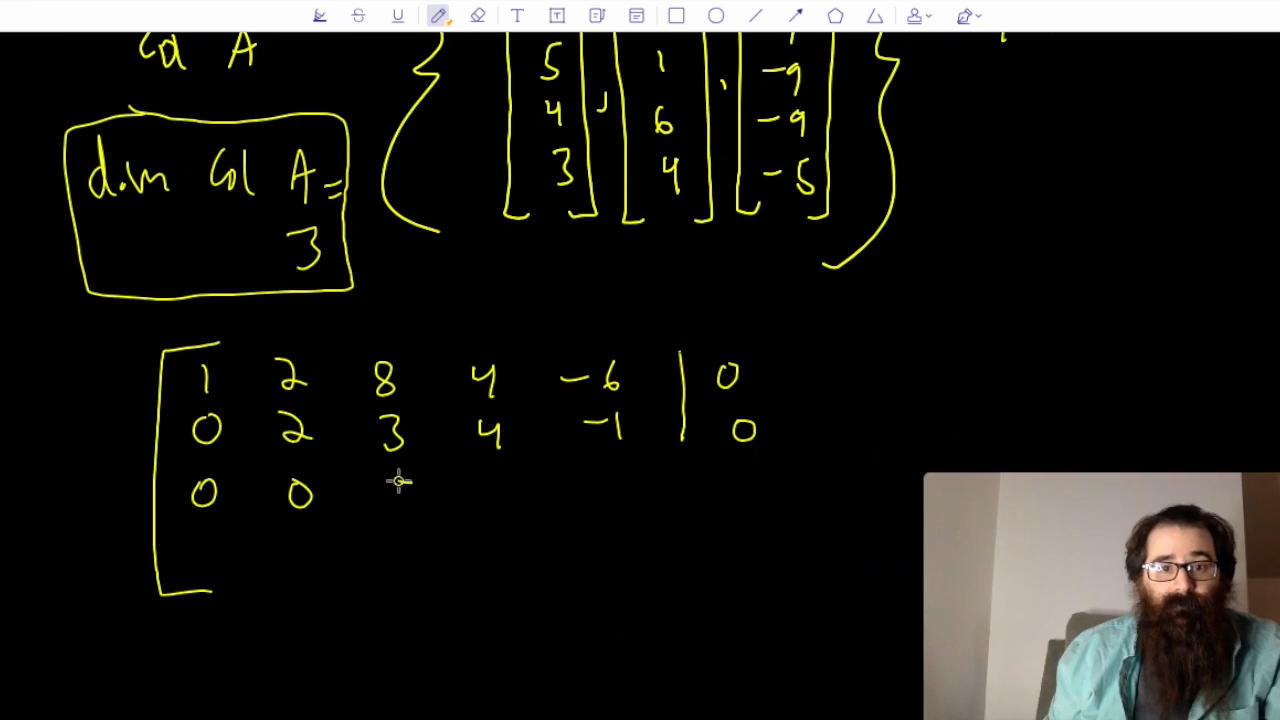 Col A
5 1 -9
4 , 6 , -9
3 4 -5
dim Col A =
3
1 2 8 4 -6 | 0
0 2 3 4 -1 | 0
0 0